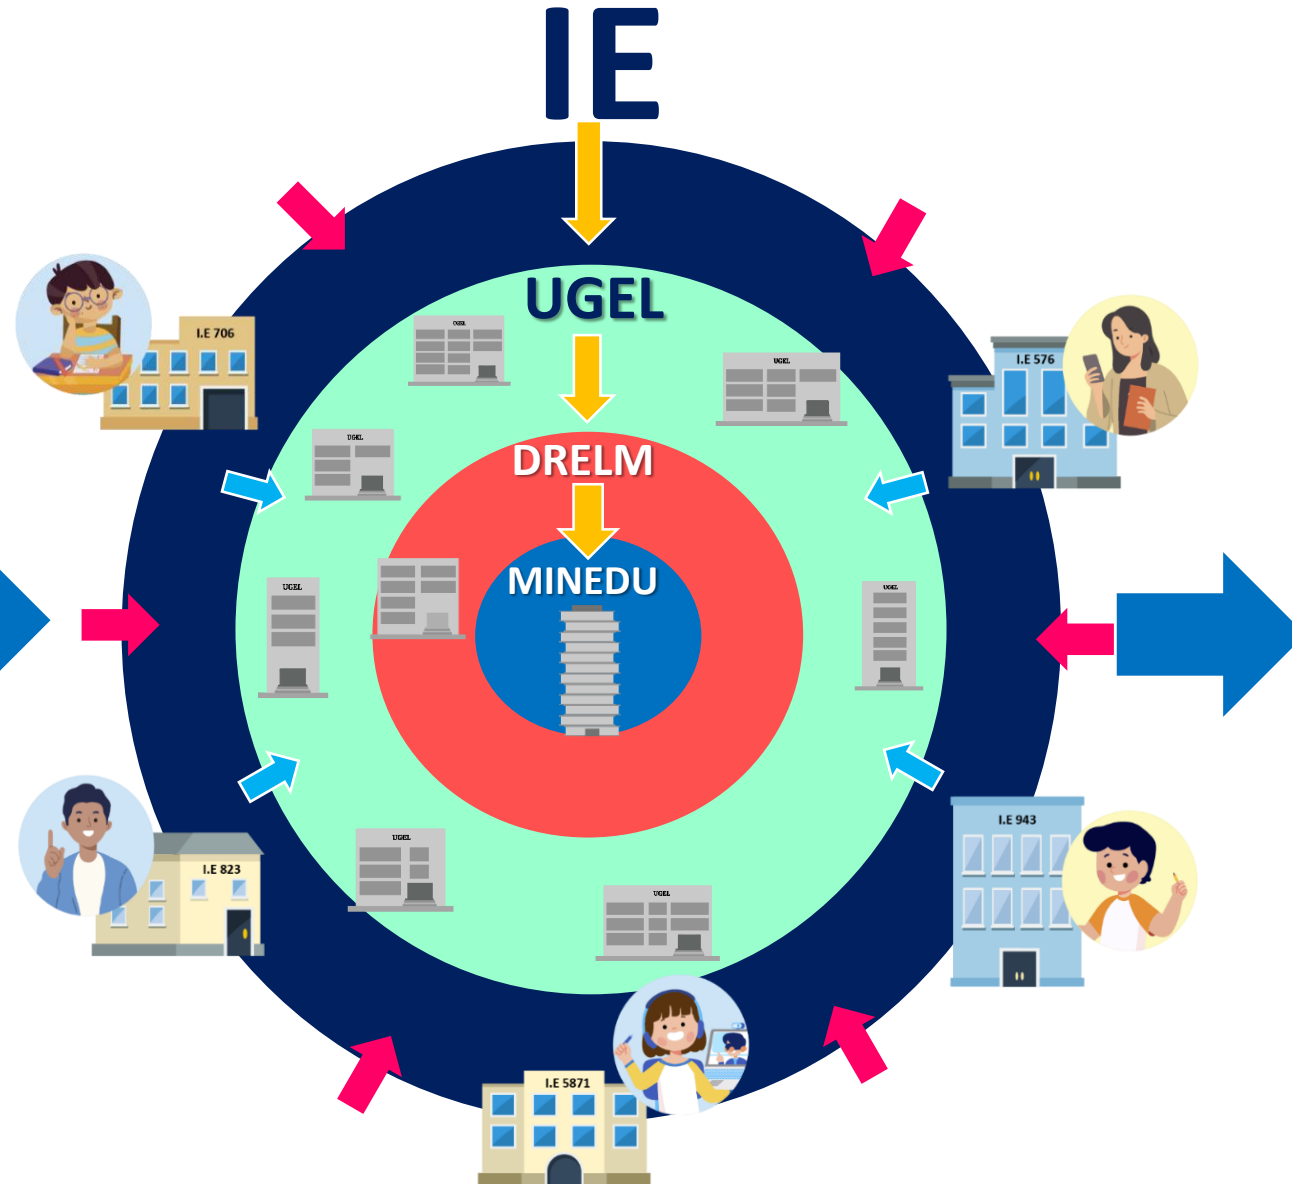 IE
UGEL
UGEL
UGEL
I.E 706
I.E 576
UGEL
DRELM
MINEDU
UGEL
UGEL
I.E 943
UGEL
I.E 823
UGEL
I.E 5871